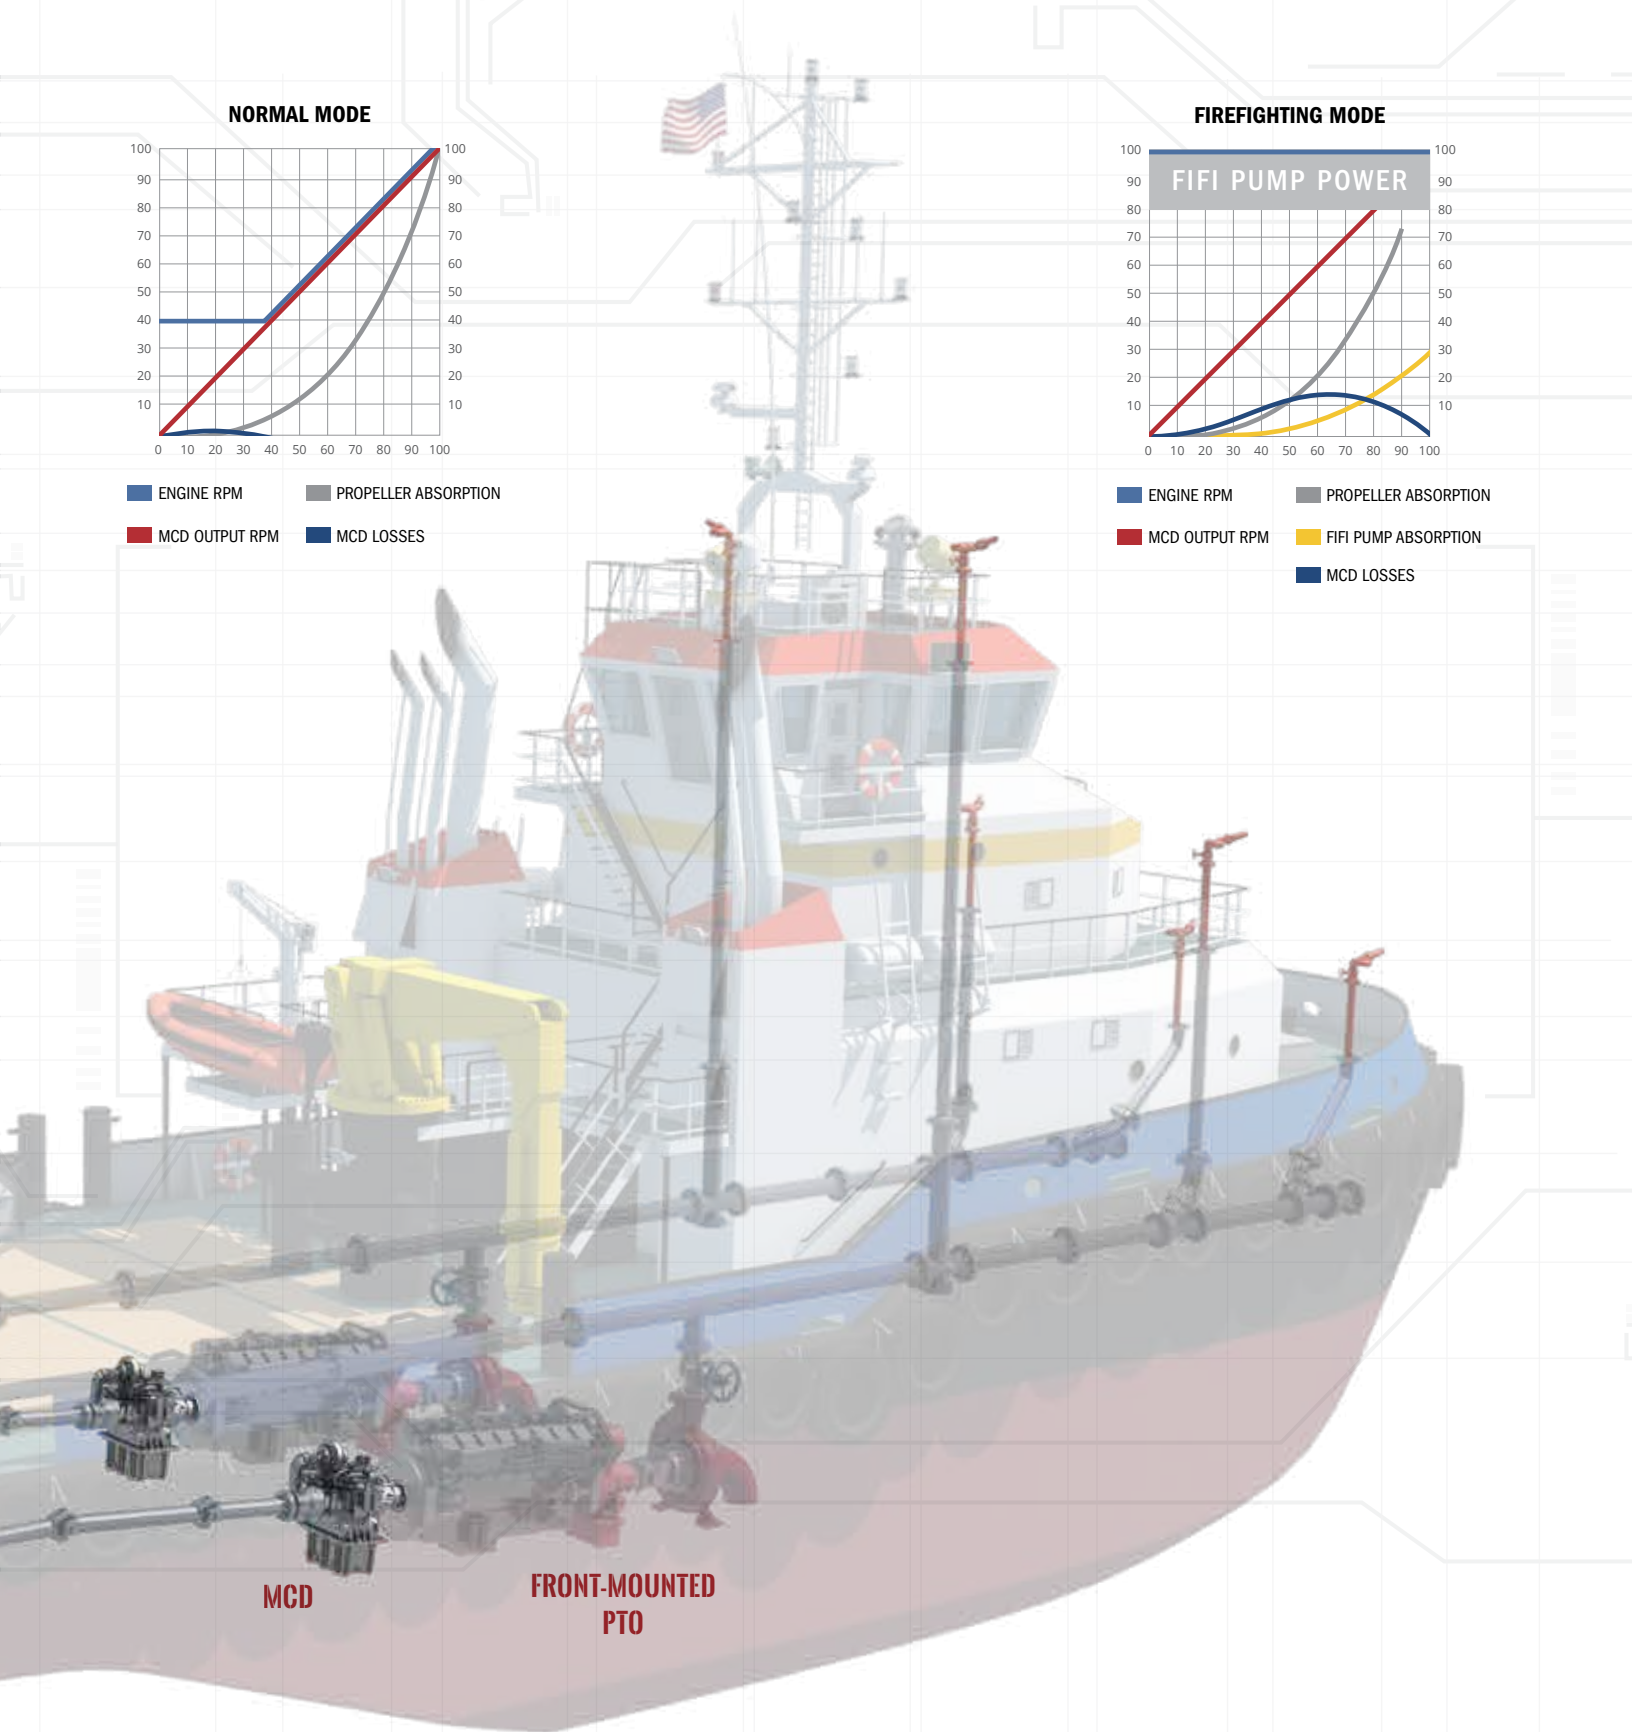 NORMAL MODE
100 100
90 90
80 80
70 70
60 60
50 50
40 40
30 30
20 20
10 10
0 10 20 30 40 50 60 70 80 90 100
ENGINE RPM
PROPELLER ABSORPTION
MCD OUTPUT RPM
MCD LOSSES
FIREFIGHTING MODE
100 100
FIFI PUMP POWER
90 90
80 80
70 70
60 60
50 50
40 40
30 30
20 20
10 10
0 10 20 30 40 50 60 70 80 90 100
ENGINE RPM
PROPELLER ABSORPTION
MCD OUTPUT RPM
FIFI PUMP ABSORPTION
MCD LOSSES
MCD
FRONT-MOUNTED
PTO